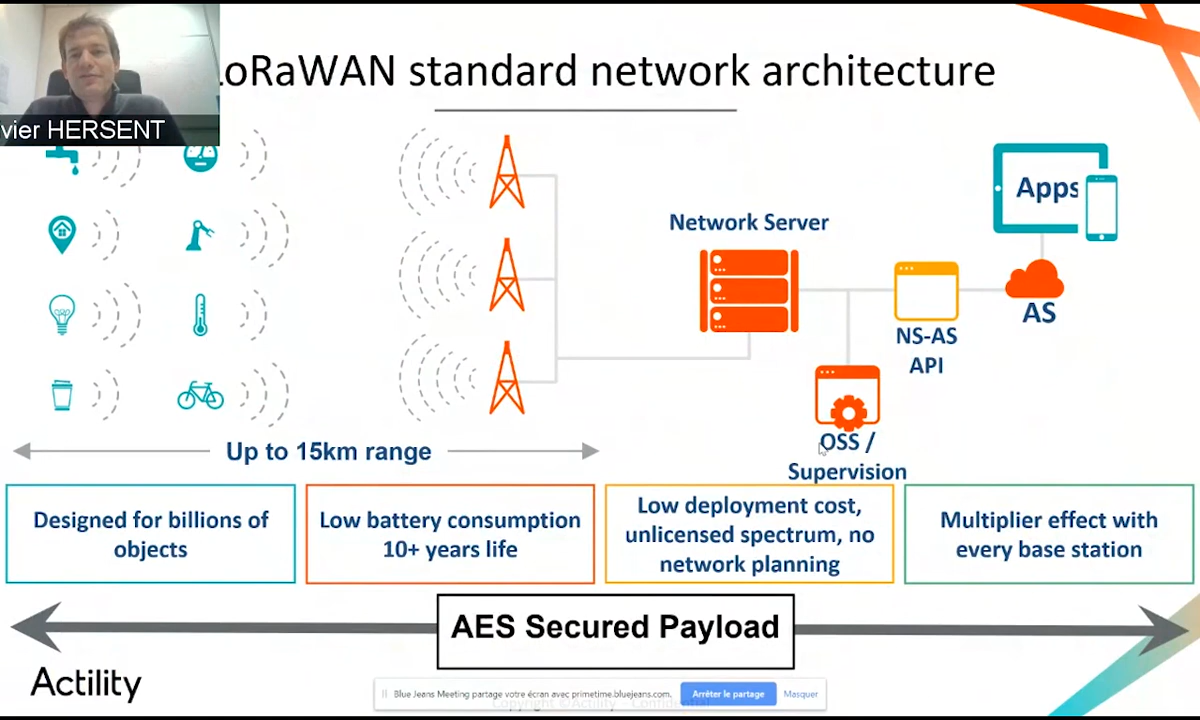 LoRaWAN standard network architecture
vier HERSENT
Apps
Network Server
AS
NS-AS
API
OSS /
Supervision
Up to 15km range
Designed for billions of
objects
Low battery consumption
10+ years life
Low deployment cost,
unlicensed spectrum, no
network planning
Multiplier effect with
every base station
AES Secured Payload
Actility
Blue Jeans Meeting partage votre écran avec primetime.bluejeans.com.
Arrêter le partage
Masquer
Copyright ©Actility - Confidential